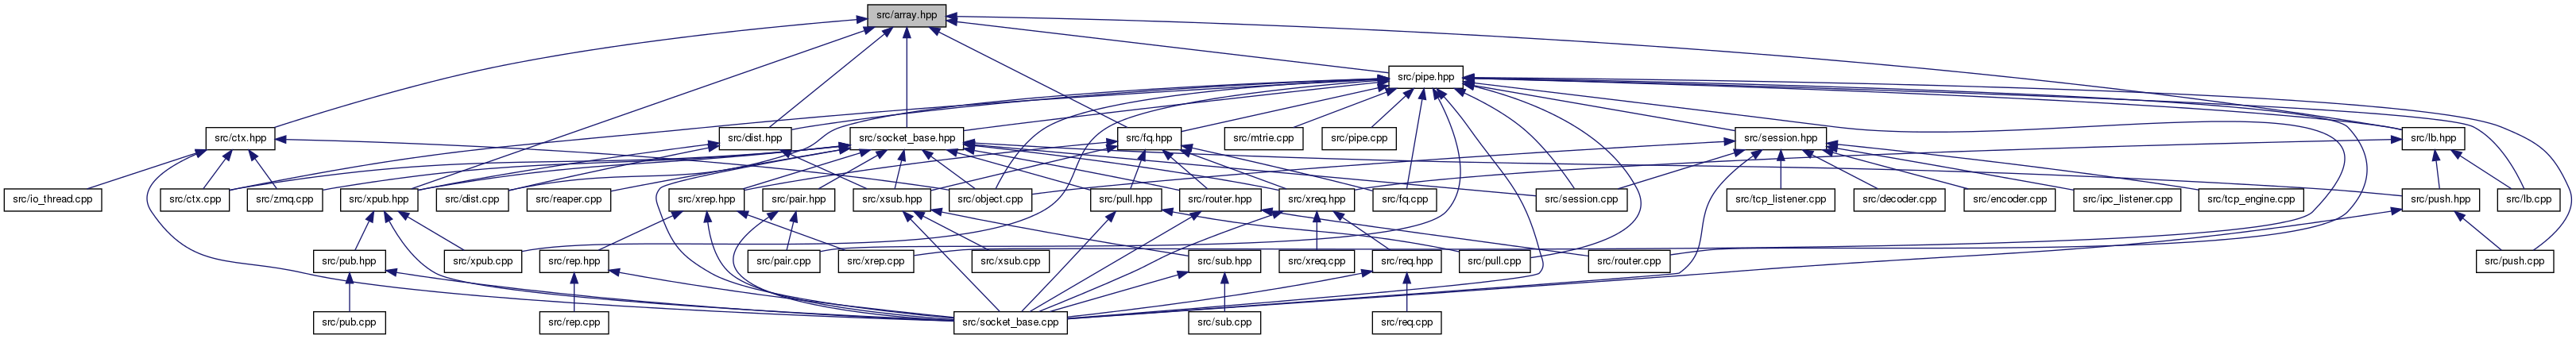 src/array.hpp
src/pipe.hpp
src/ctx.hpp
src/dist.hpp
src/socket_base.hpp
src/fq.hpp
src/mtrie.cpp
src/pipe.cpp
src/session.hpp
src/lb.hpp
src/io_thread.cpp
src/ctx.cpp
src/zmq.cpp
src/xpub.hpp
src/dist.cpp
src/reaper.cpp
src/xrep.hpp
src/pair.hpp
src/xsub.hpp
src/object.cpp
src/pull.hpp
src/router.hpp
src/xreq.hpp
src/fq.cpp
src/session.cpp
src/tcp_listener.cpp
src/decoder.cpp
src/encoder.cpp
src/ipc_listener.cpp
src/tcp_engine.cpp
src/push.hpp
src/lb.cpp
src/pub.hpp
src/xpub.cpp
src/rep.hpp
src/pair.cpp
src/xrep.cpp
src/xsub.cpp
src/sub.hpp
src/xreq.cpp
src/req.hpp
src/pull.cpp
src/router.cpp
src/push.cpp
src/pub.cpp
src/rep.cpp
src/socket_base.cpp
src/sub.cpp
src/req.cpp